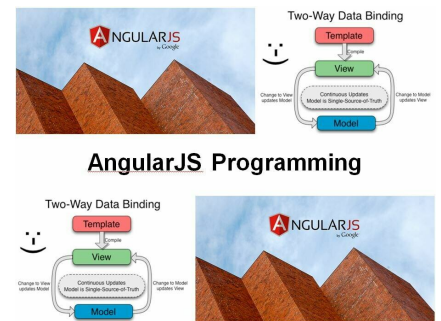 ANGULARJS
by Google
Two-Way Data Binding
Template
Compile
View
Change to View
updates Model
Continuous Updates
Model is Single-Source-of-Truth
Change to Model
updates View
Model
AngularJS Programming
Two-Way Data Binding
Template
Compile
View
Change to View
updates Model
Continuous Updates
Model is Single-Source-of-Truth
Change to Model
updates View
Model
ANGULARJS
by Google